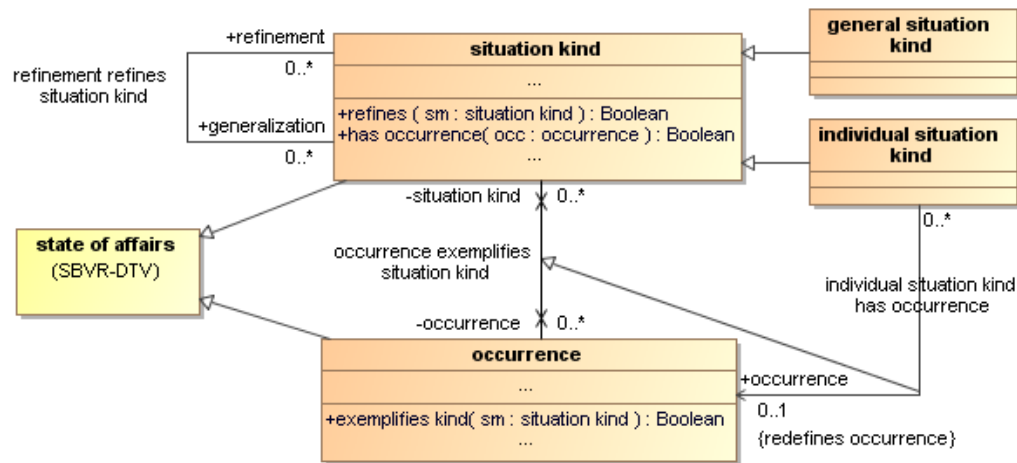 +refinement
0..*
refinement refines
situation kind
+generalization
0..*
situation kind
...
+refines ( sm : situation kind ) : Boolean
+has occurrence( occ : occurrence ) : Boolean
...
general situation
kind
individual situation
kind
-situation kind
0..*
0..*
state of affairs
(SBVR-DTV)
occurrence exemplifies
situation kind
individual situation kind
has occurrence
-occurrence
0..*
occurrence
...
+exemplifies kind( sm : situation kind ) : Boolean
...
+occurrence
0..1
{redefines occurrence}